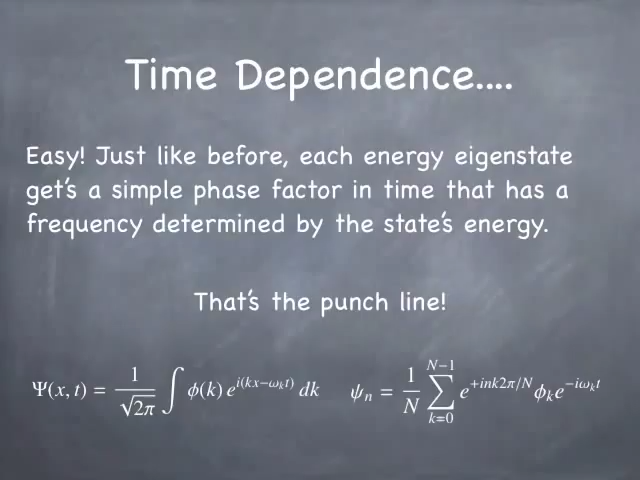 Time Dependence....
Easy! Just like before, each energy eigenstate
get's a simple phase factor in time that has a
frequency determined by the state's energy.
That's the punch line!
Ψ(x, t) = 1/√2π ∫ ϕ(k) e^{i(kx−ω_k t)} dk    ψ_n = 1/N ∑_{k=0}^{N−1} e^{+ink2π/N} ϕ_k e^{−iω_k t}